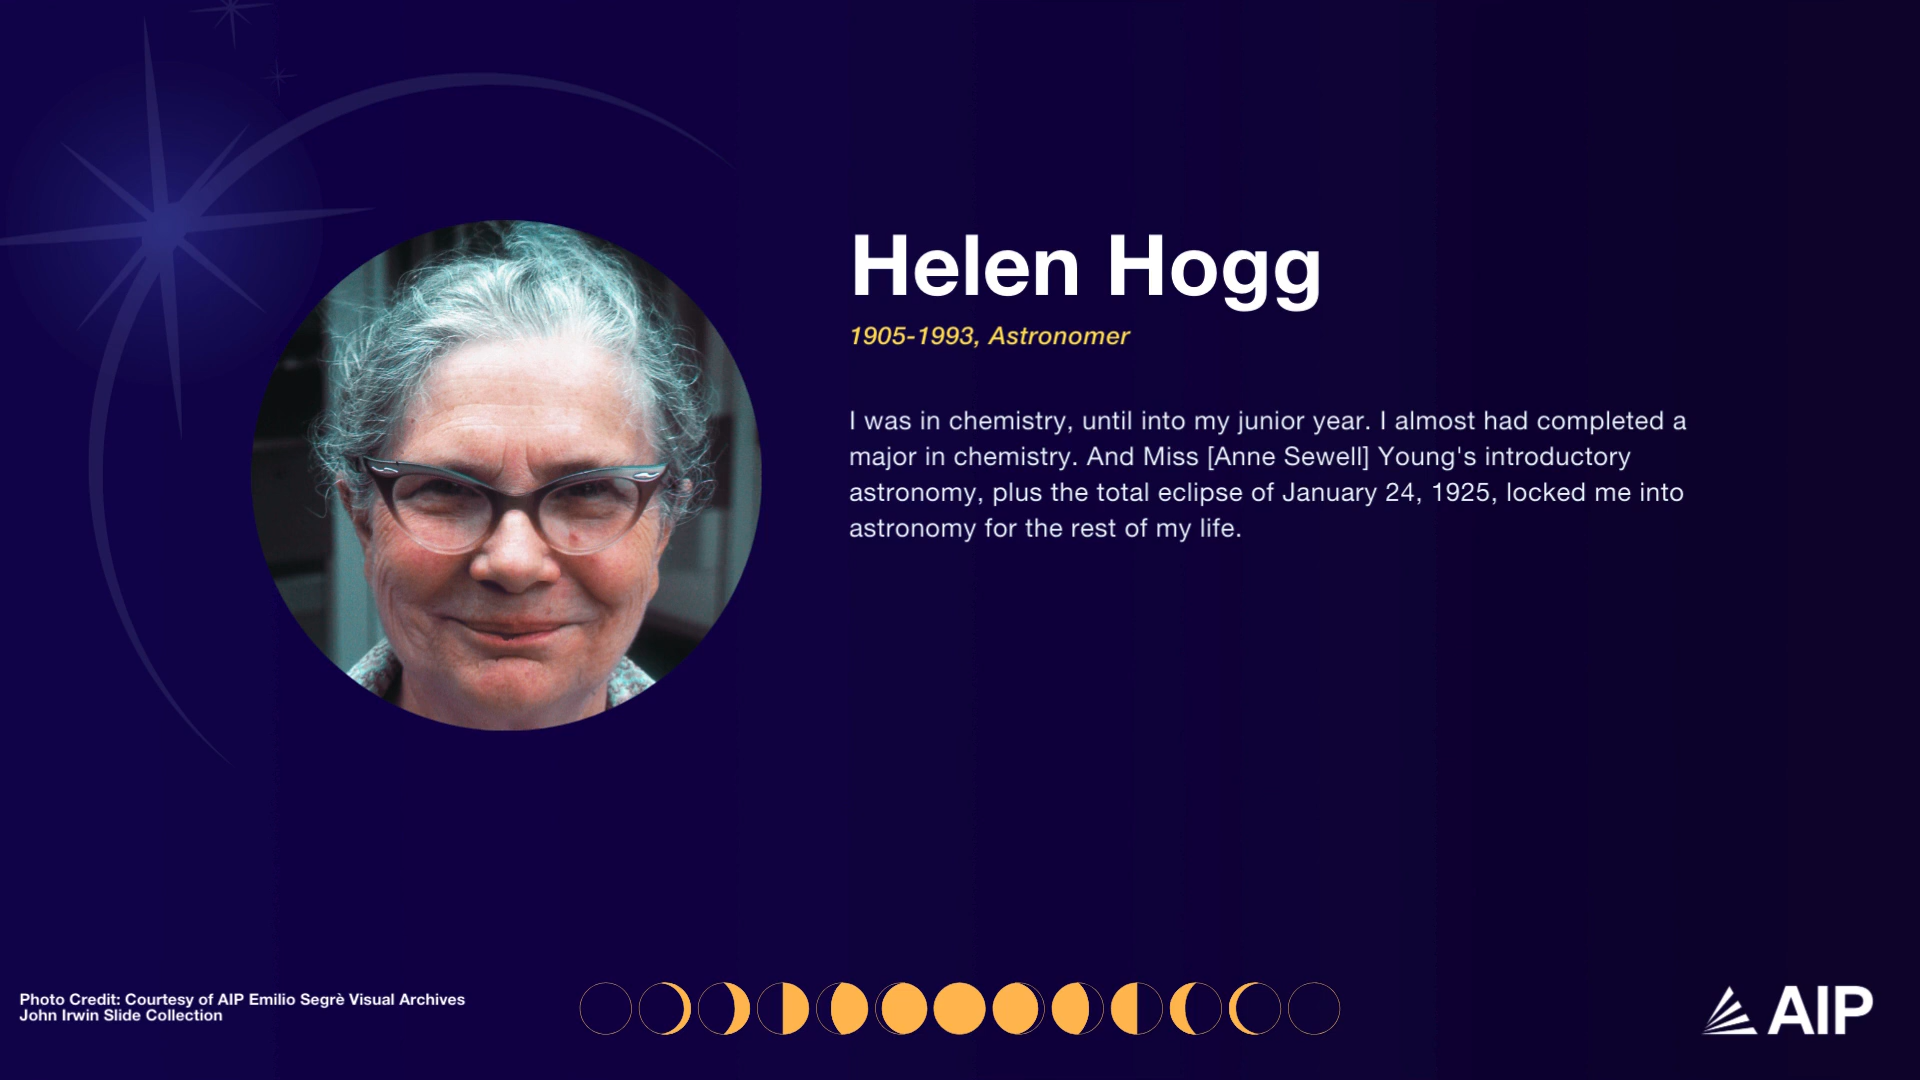 Helen Hogg
1905-1993, Astronomer
I was in chemistry, until into my junior year. I almost had completed a
major in chemistry. And Miss [Anne Sewell] Young's introductory
astronomy, plus the total eclipse of January 24, 1925, locked me into
astronomy for the rest of my life.
Photo Credit: Courtesy of AIP Emilio Segrè Visual Archives
John Irwin Slide Collection
AIP